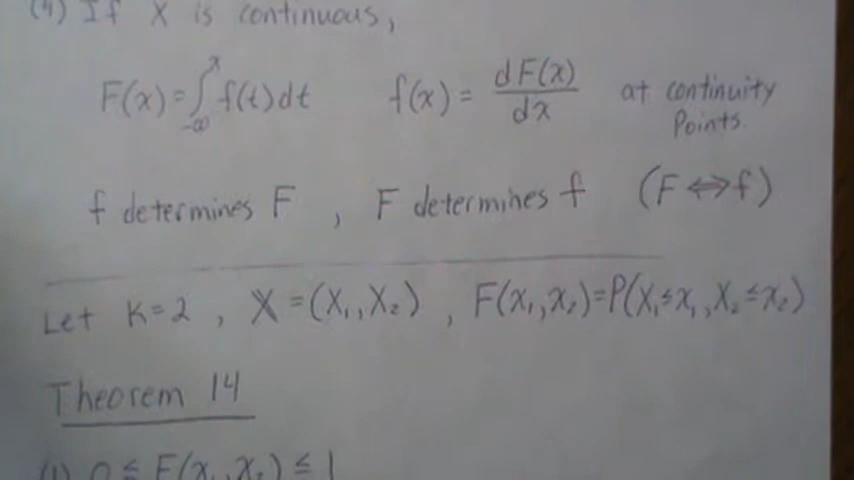 (4) If X is continuous,
F(x) = ∫_{-∞}^{x} f(t) dt f(x) = dF(x)/dx at continuity Points.
f determines F , F determines f (F ⇔ f)
Let K = 2 , X = (X₁, X₂) , F(x₁, x₂) = P(X₁ ≤ x₁, X₂ ≤ x₂)
Theorem 14
(1) 0 ≤ F(x₁, x₂) ≤ 1